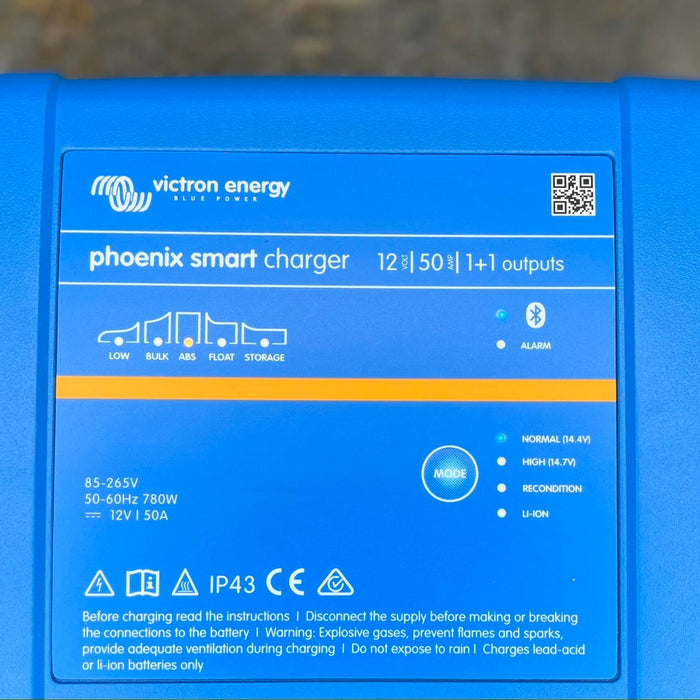 victron energy
BLUE POWER
phoenix smart charger 12 VOLT | 50 AMP | 1+1 outputs
LOW BULK ABS FLOAT STORAGE
ALARM
NORMAL (14.4V)
HIGH (14.7V)
MODE
RECONDITION
LI-ION
85-265V
50-60Hz 780W
12V | 50A
IP43 CE
Before charging read the instructions | Disconnect the supply before making or breaking
the connections to the battery | Warning: Explosive gases, prevent flames and sparks,
provide adequate ventilation during charging | Do not expose to rain | Charges lead-acid
or li-ion batteries only